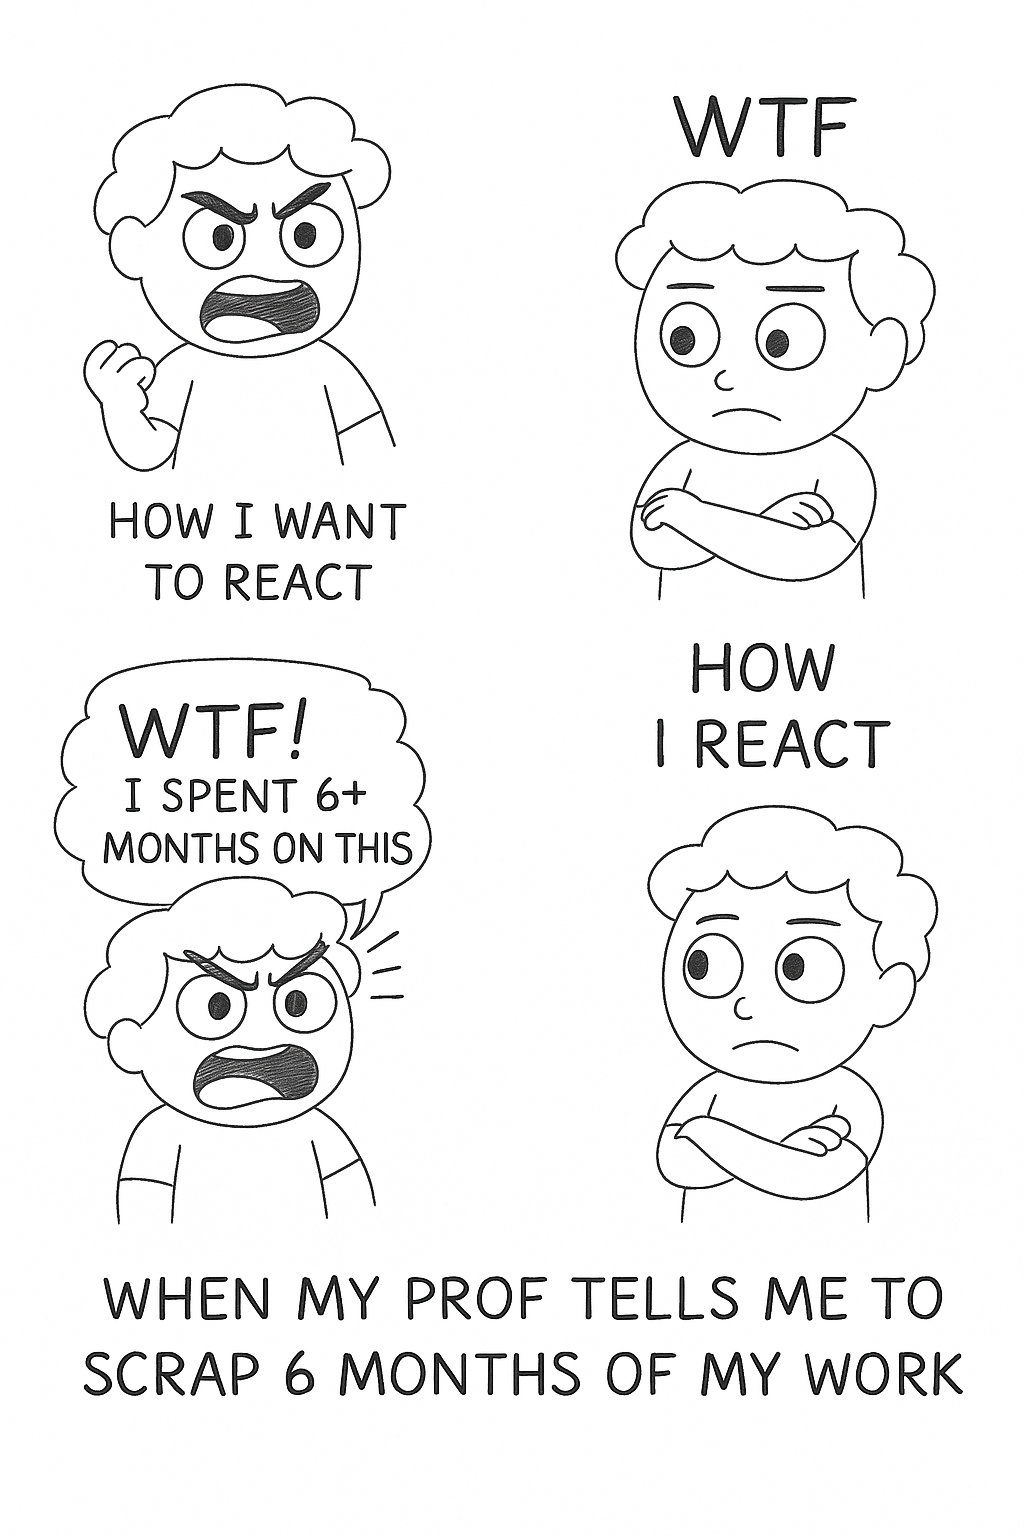 WTF
HOW I WANT
TO REACT
HOW
I REACT
WTF!
I SPENT 6+
MONTHS ON THIS
WHEN MY PROF TELLS ME TO
SCRAP 6 MONTHS OF MY WORK